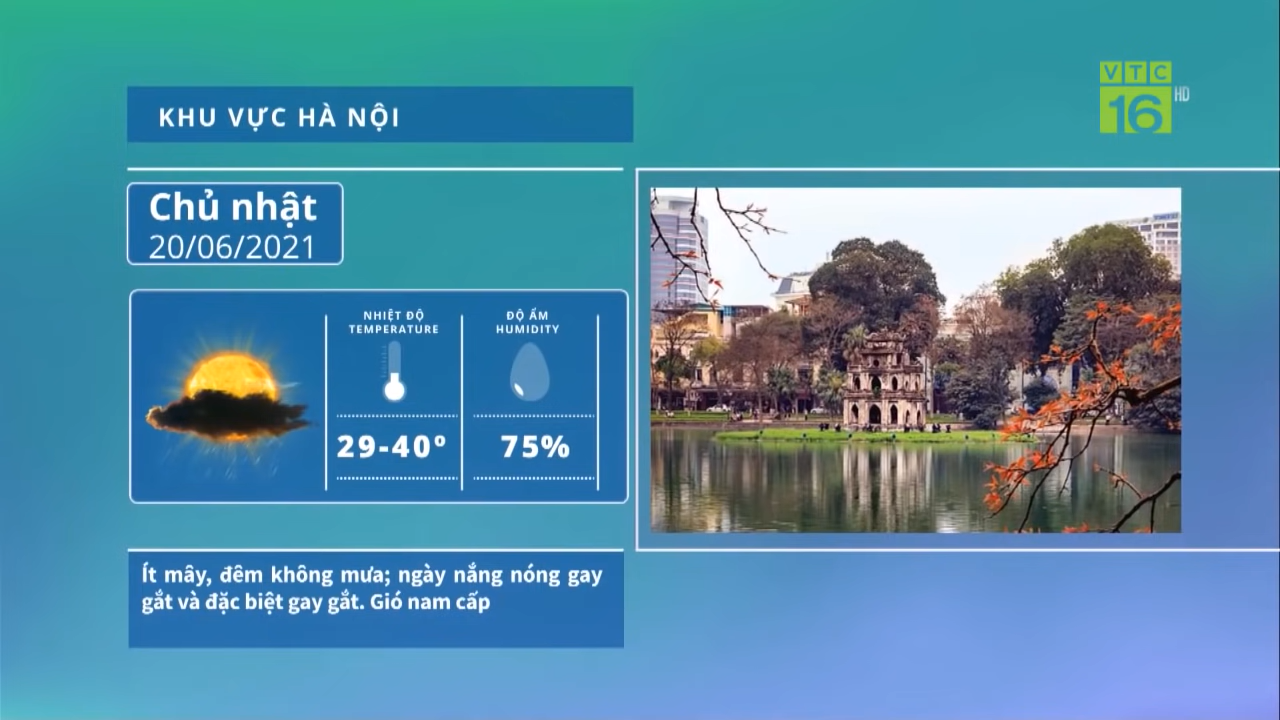 VTC
16
HD
KHU VỰC HÀ NỘI
Chủ nhật
20/06/2021
NHIỆT ĐỘ
TEMPERATURE
ĐỘ ẨM
HUMIDITY
29-40º
75%
Ít mây, đêm không mưa; ngày nắng nóng gay
gắt và đặc biệt gay gắt. Gió nam cấp